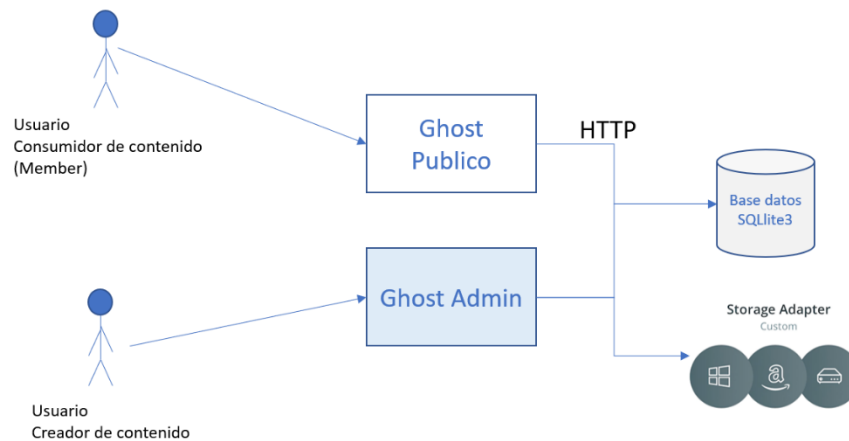 Usuario
Consumidor de contenido
(Member)
Ghost
Publico
HTTP
Base datos
SQLlite3
Ghost Admin
Storage Adapter
Custom
Usuario
Creador de contenido